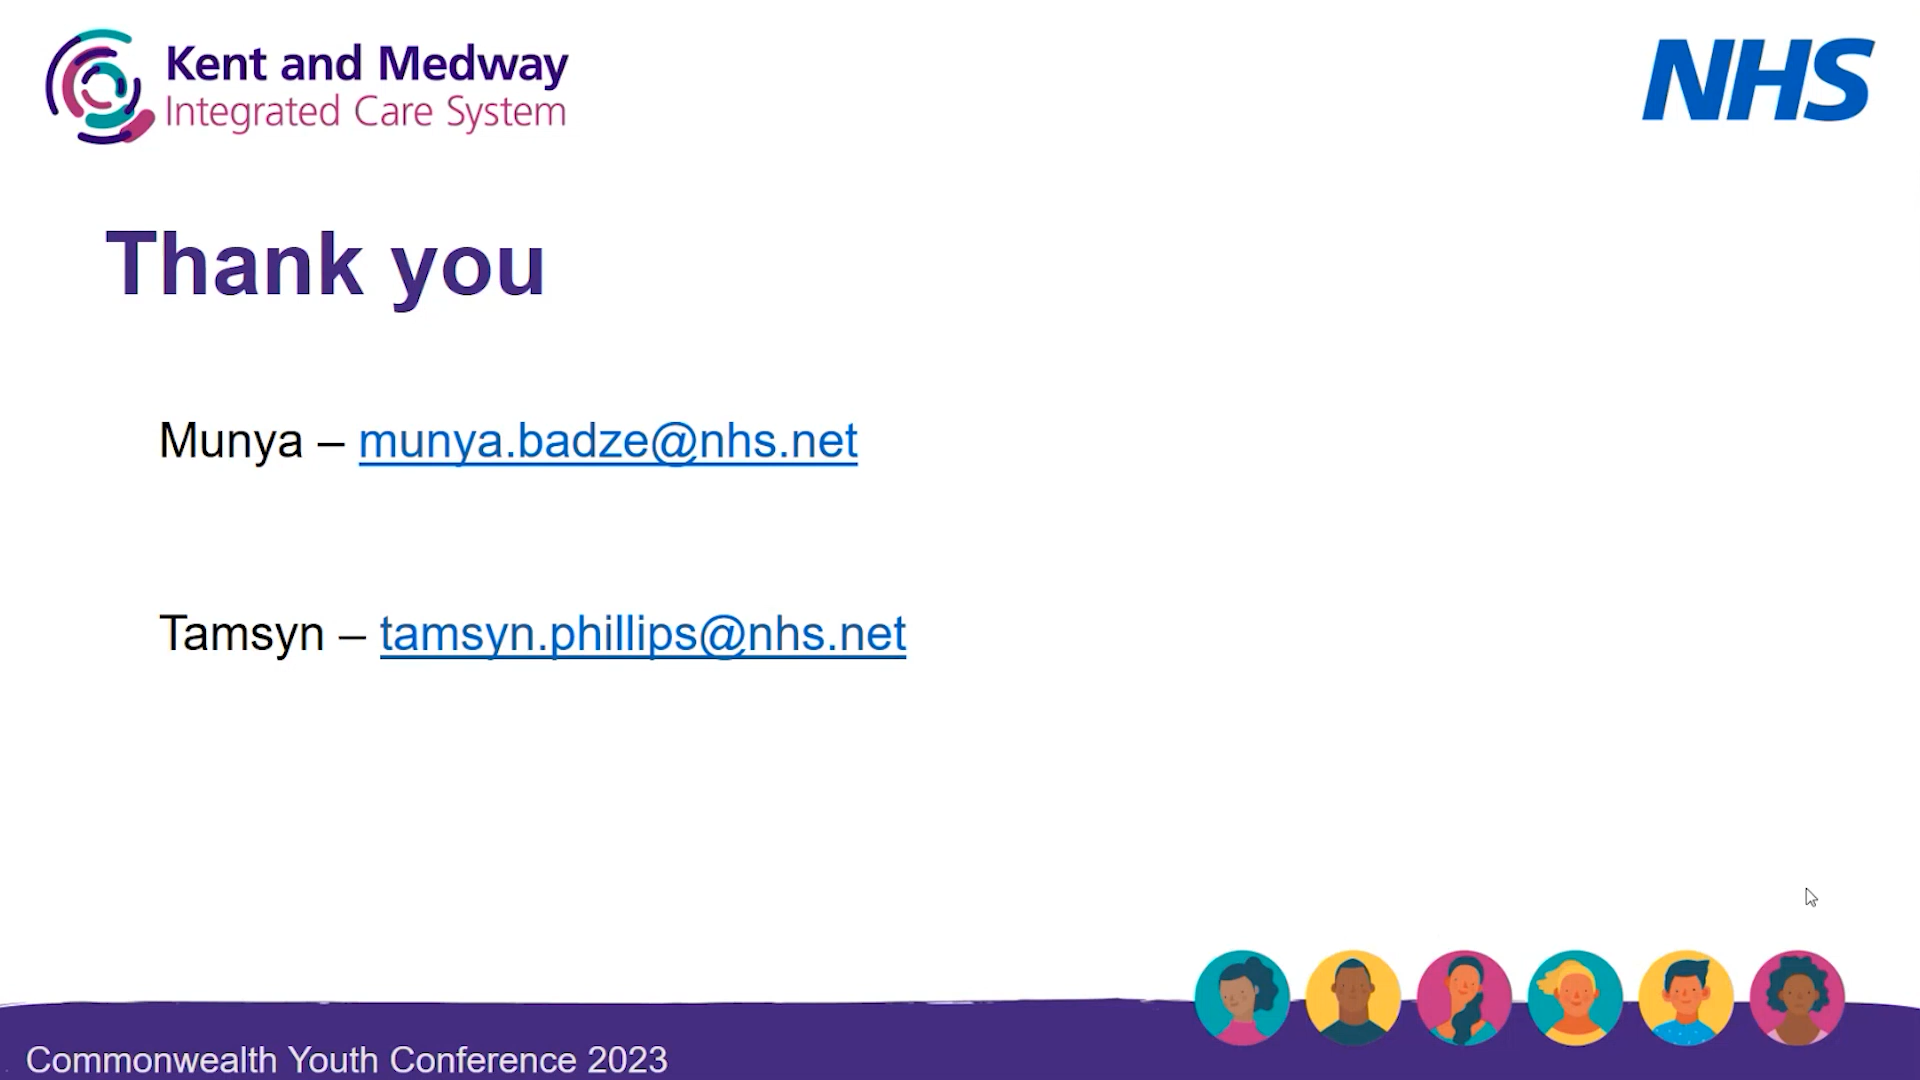 Kent and Medway
Integrated Care System
NHS
Thank you
Munya – munya.badze@nhs.net
Tamsyn – tamsyn.phillips@nhs.net
Commonwealth Youth Conference 2023